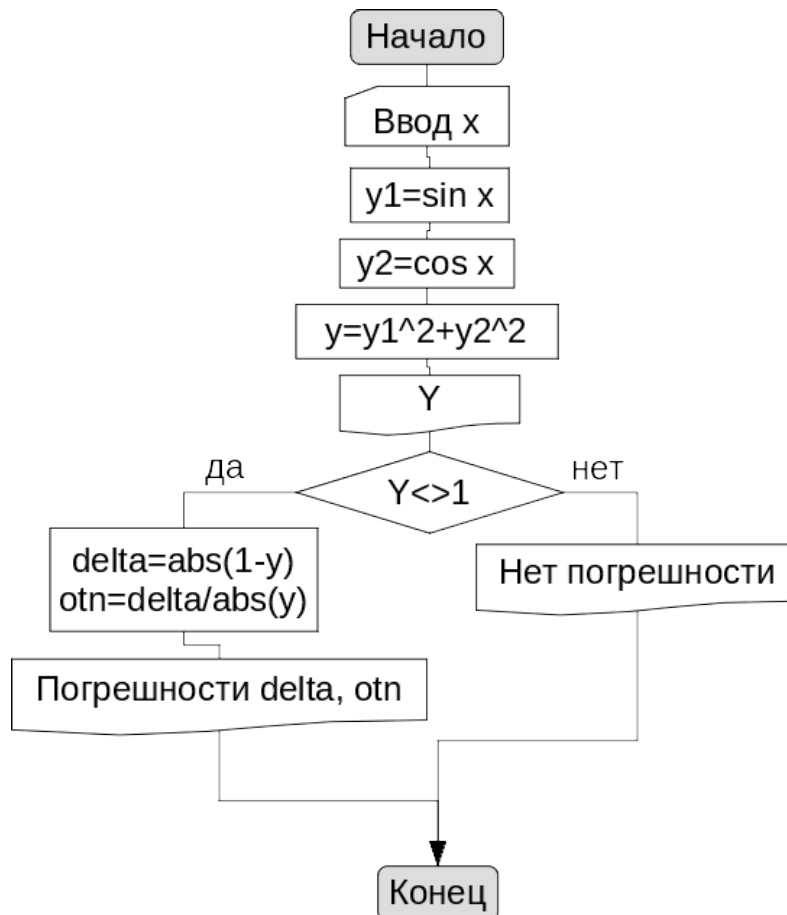 Начало
Ввод x
y1=sin x
y2=cos x
y=y1^2+y2^2
Y
да
нет
Y<>1
delta=abs(1-y)
otn=delta/abs(y)
Нет погрешности
Погрешности delta, otn
Конец